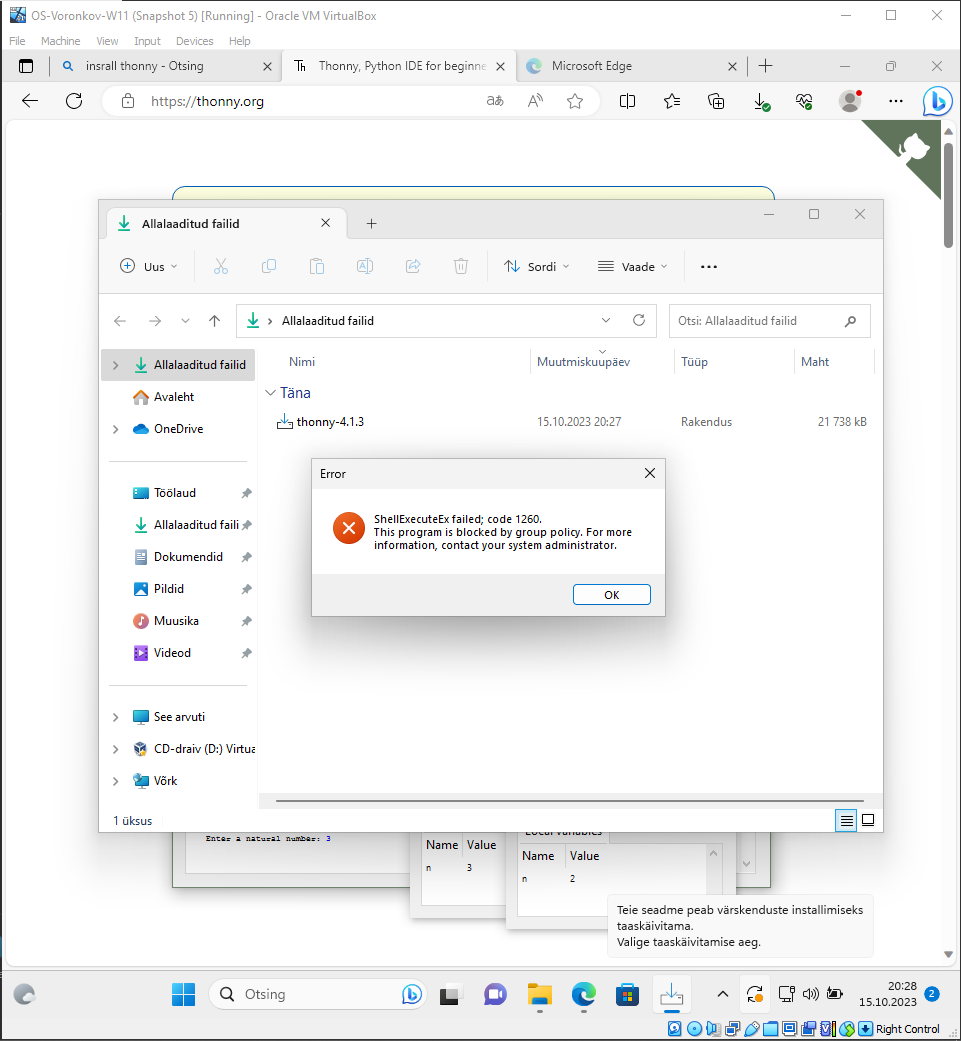 OS-Voronkov-W11 (Snapshot 5) [Running] - Oracle VM VirtualBox
File Machine View Input Devices Help
insrall thonny - Otsing
Th Thonny, Python IDE for beginne
Microsoft Edge
https://thonny.org
aあ
Allalaaditud failid
Uus
Sordi
Vaade
Allalaaditud failid
Otsi: Allalaaditud failid
Allalaaditud failid
Avaleht
OneDrive
Töölaud
Allalaaditud faili
Dokumendid
Pildid
Muusika
Videod
See arvuti
CD-draiv (D:) Virtua
Võrk
Nimi Muutmiskuupäev Tüüp Maht
Täna
thonny-4.1.3 15.10.2023 20:27 Rakendus 21 738 kB
Error
ShellExecuteEx failed; code 1260.
This program is blocked by group policy. For more
information, contact your system administrator.
OK
1 üksus
Enter a natural number: 3
Name Value
n 3
Local variables
Name Value
n 2
Teie seadme peab värskenduste installimiseks
taaskäivitama.
Valige taaskäivitamise aeg.
Otsing
20:28
15.10.2023
2
Right Control